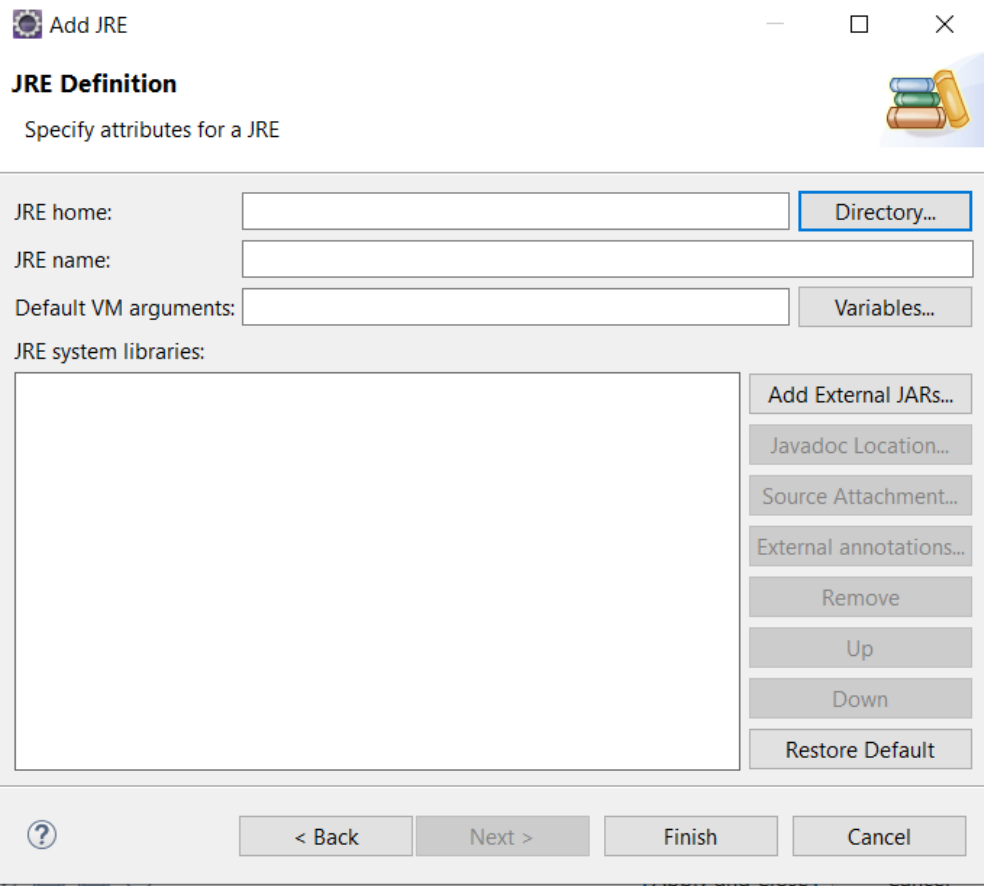 Add JRE
JRE Definition
Specify attributes for a JRE
JRE home:
Directory...
JRE name:
Default VM arguments:
Variables...
JRE system libraries:
Add External JARs...
Javadoc Location...
Source Attachment...
External annotations...
Remove
Up
Down
Restore Default
?
< Back
Next >
Finish
Cancel